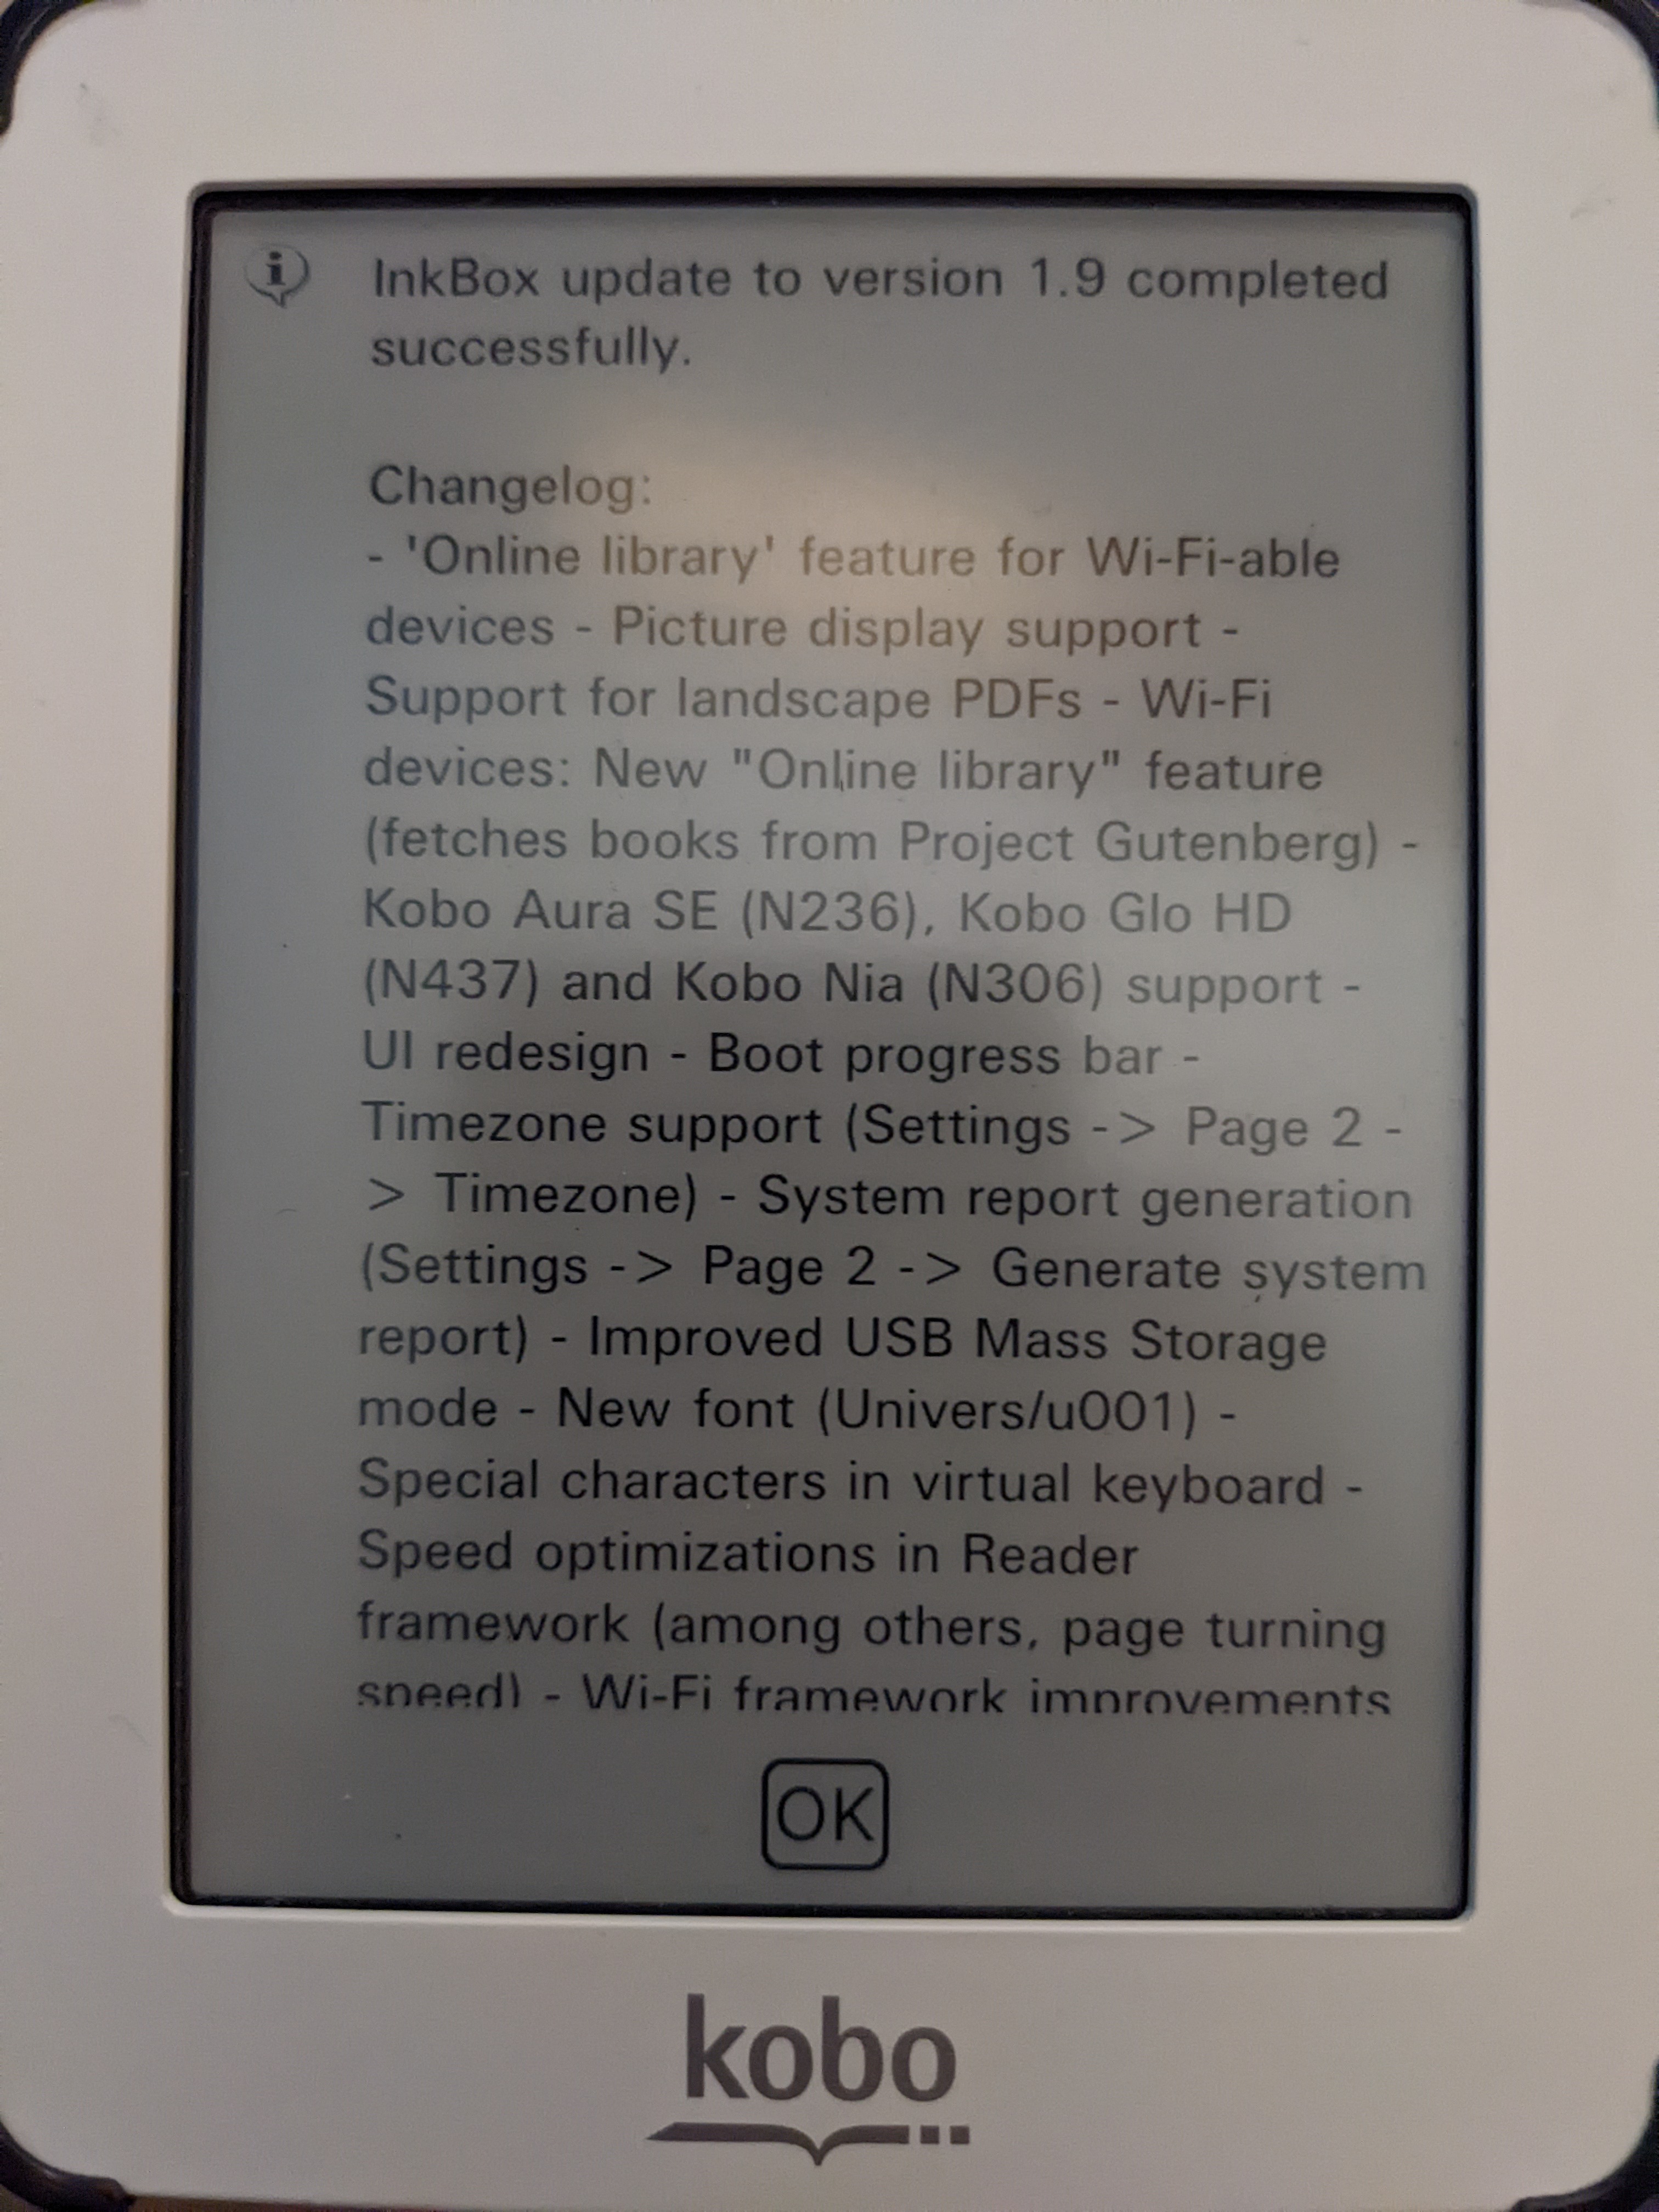 InkBox update to version 1.9 completed
successfully.
Changelog:
- 'Online library' feature for Wi-Fi-able
devices - Picture display support -
Support for landscape PDFs - Wi-Fi
devices: New "Online library" feature
(fetches books from Project Gutenberg) -
Kobo Aura SE (N236), Kobo Glo HD
(N437) and Kobo Nia (N306) support -
UI redesign - Boot progress bar -
Timezone support (Settings -> Page 2 -
> Timezone) - System report generation
(Settings -> Page 2 -> Generate system
report) - Improved USB Mass Storage
mode - New font (Univers/u001) -
Special characters in virtual keyboard -
Speed optimizations in Reader
framework (among others, page turning
speed) - Wi-Fi framework improvements
OK
kobo